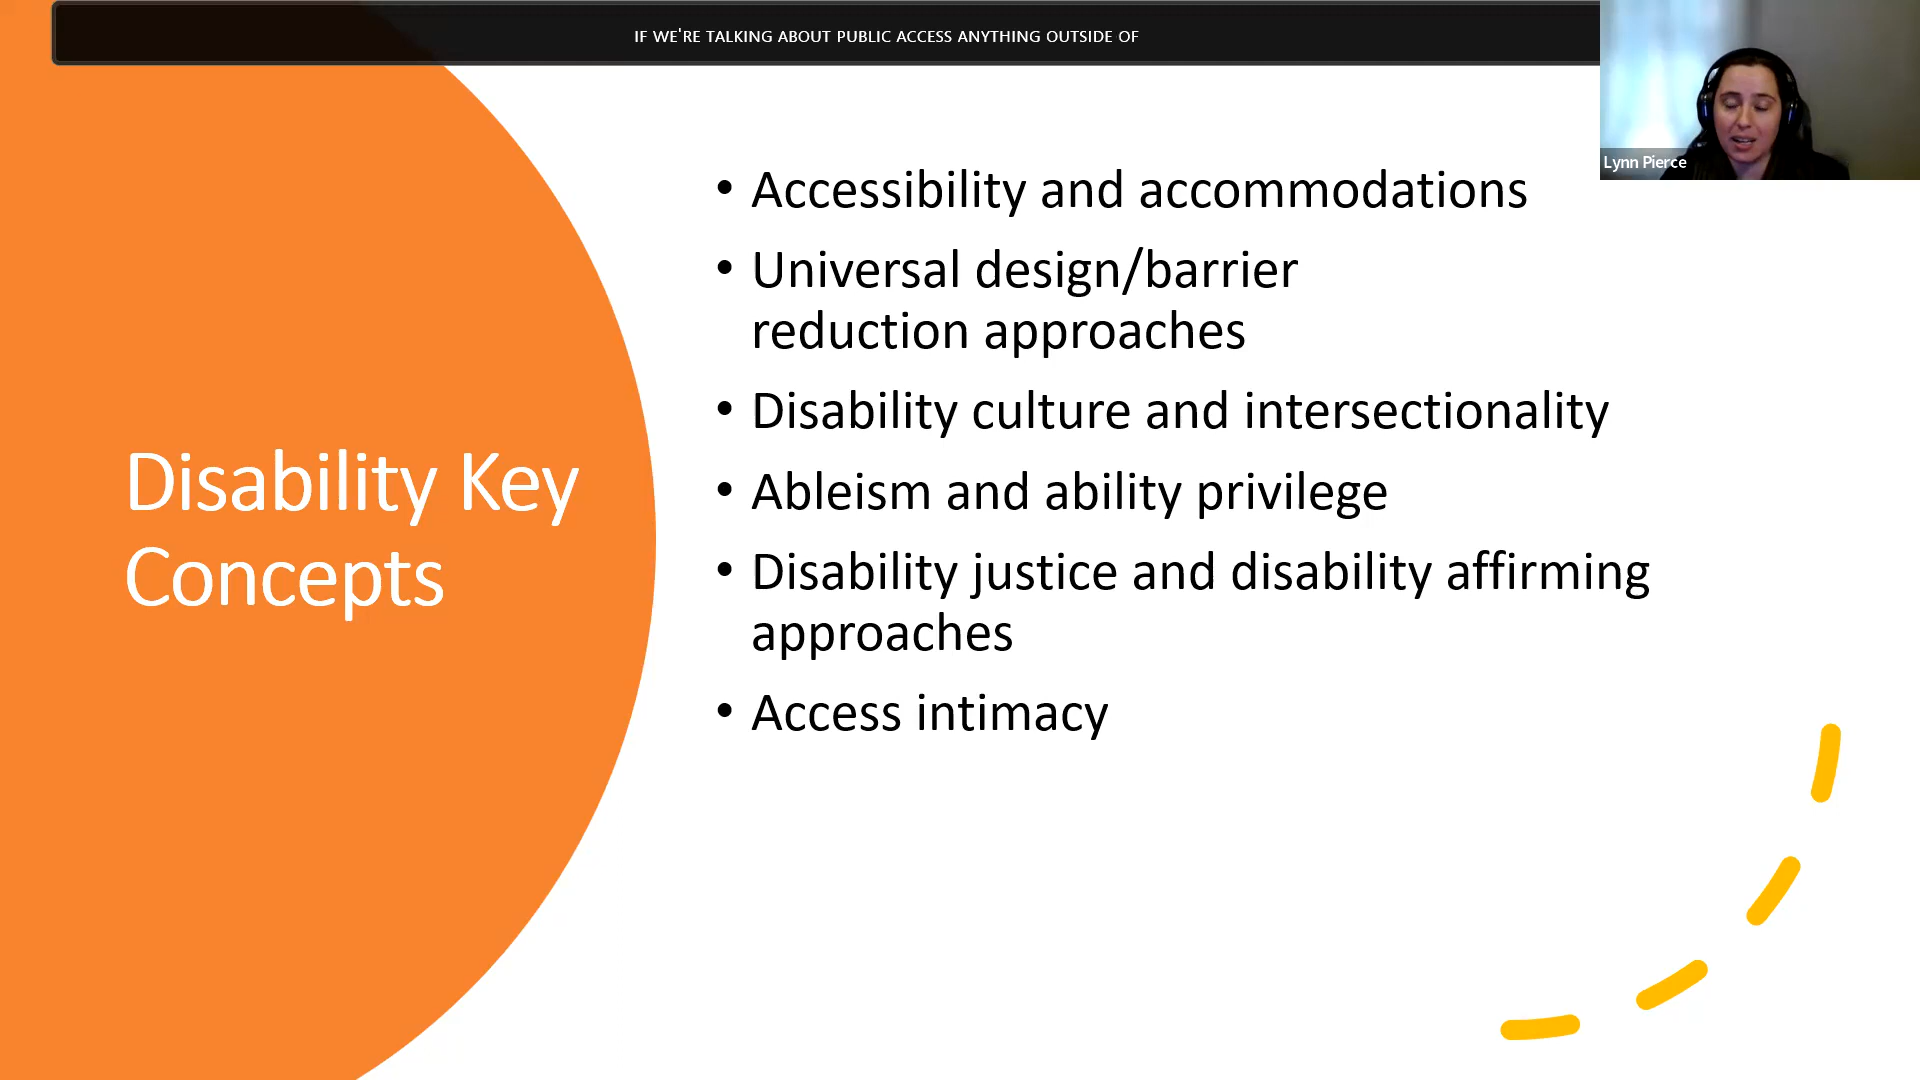 IF WE'RE TALKING ABOUT PUBLIC ACCESS ANYTHING OUTSIDE OF
Lynn Pierce
Disability Key
Concepts
• Accessibility and accommodations
• Universal design/barrier
reduction approaches
• Disability culture and intersectionality
• Ableism and ability privilege
• Disability justice and disability affirming
approaches
• Access intimacy